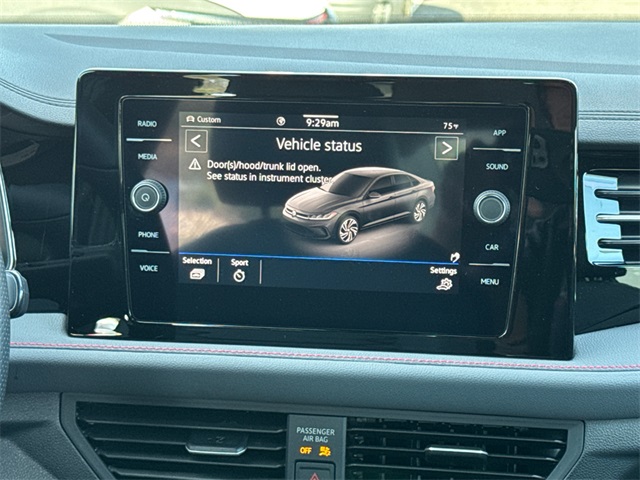 RADIO
MEDIA
PHONE
VOICE
Custom
9:29am
75°F
Vehicle status
Door(s)/hood/trunk lid open.
See status in instrument cluster
Selection
Sport
Settings
APP
SOUND
CAR
MENU
PASSENGER
AIR BAG
OFF